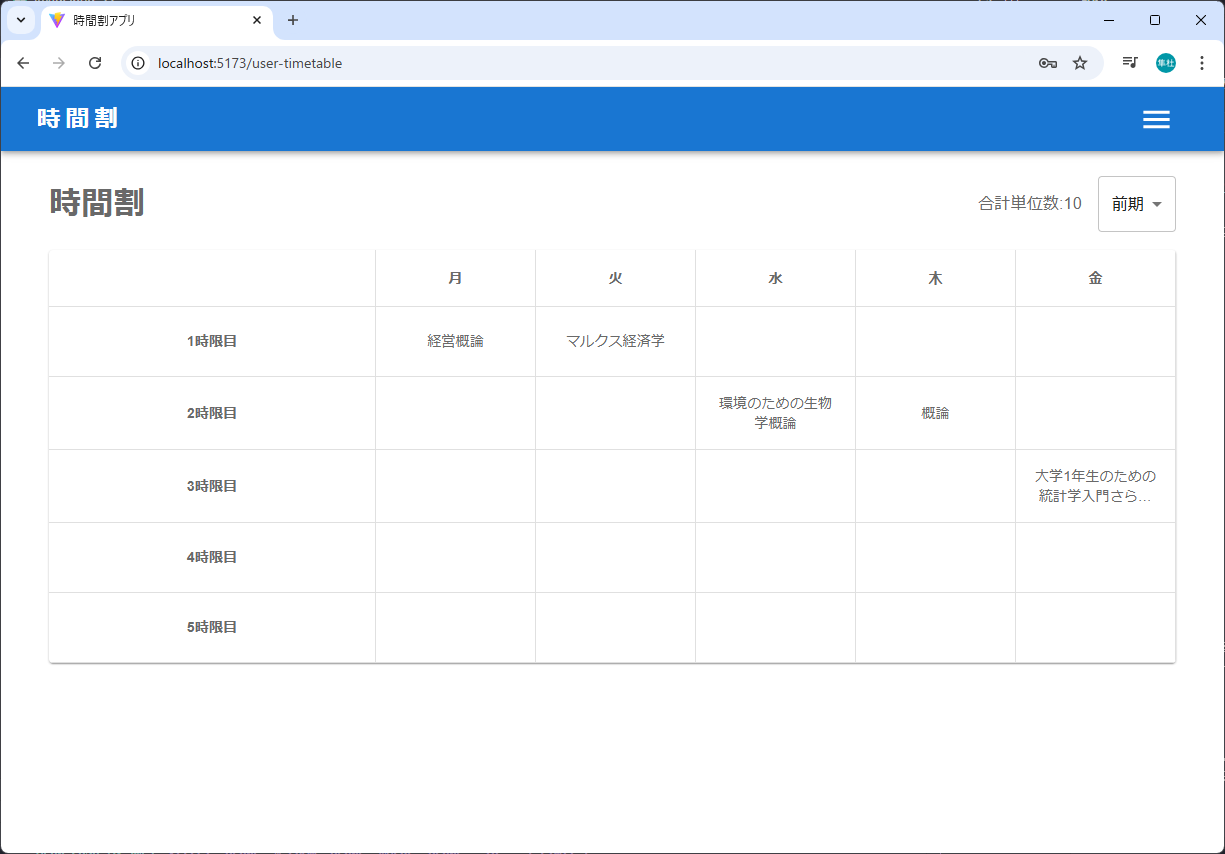 時間割アプリ
localhost:5173/user-timetable
隼杜
時間割
時間割
合計単位数:10 前期
月 火 水 木 金
1時限目 経営概論 マルクス経済学
2時限目 環境のための生物 概論
学概論
3時限目 大学1年生のための
統計学入門さら...
4時限目
5時限目